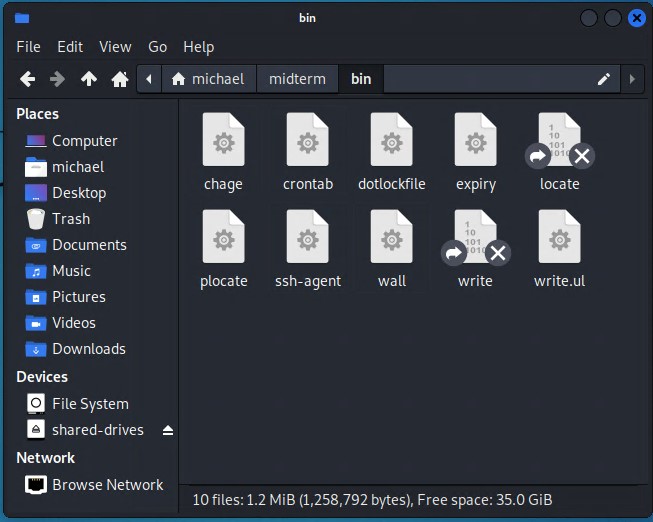 bin
File Edit View Go Help
michael midterm bin
Places
Computer
michael
Desktop
Trash
Documents
Music
Pictures
Videos
Downloads
Devices
File System
shared-drives
Network
Browse Network
chage crontab dotlockfile expiry locate
plocate ssh-agent wall write write.ul
10 files: 1.2 MiB (1,258,792 bytes), Free space: 35.0 GiB